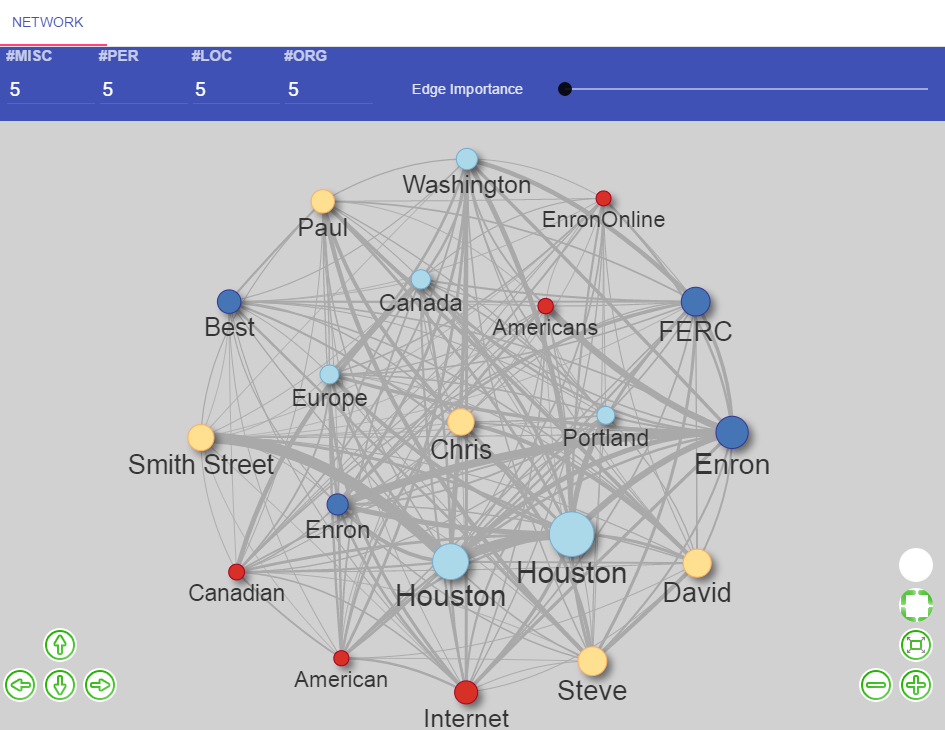 NETWORK
#MISC #PER #LOC #ORG
5 5 5 5 Edge Importance
Washington
EnronOnline
Paul
Canada
Americans
Best
FERC
Europe
Portland
Chris
Smith Street
Enron
Enron
Houston
Canadian
Houston
David
American
Steve
Internet